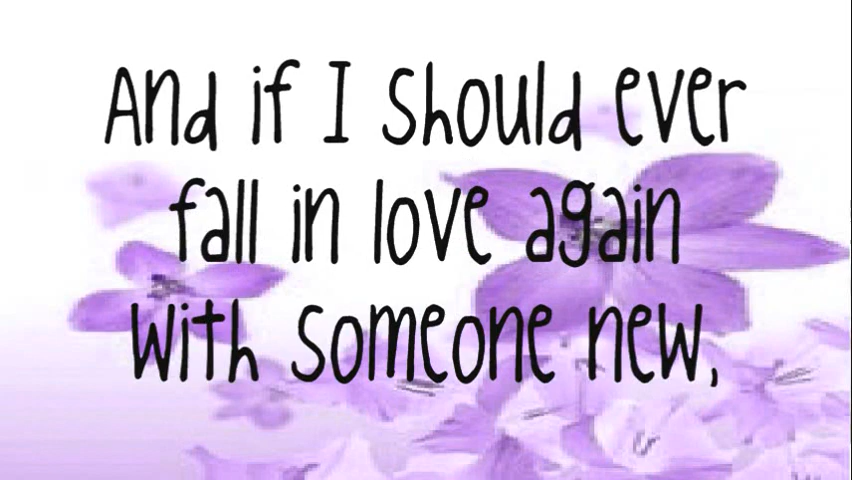 And if I should ever
fall in love again
with someone new,